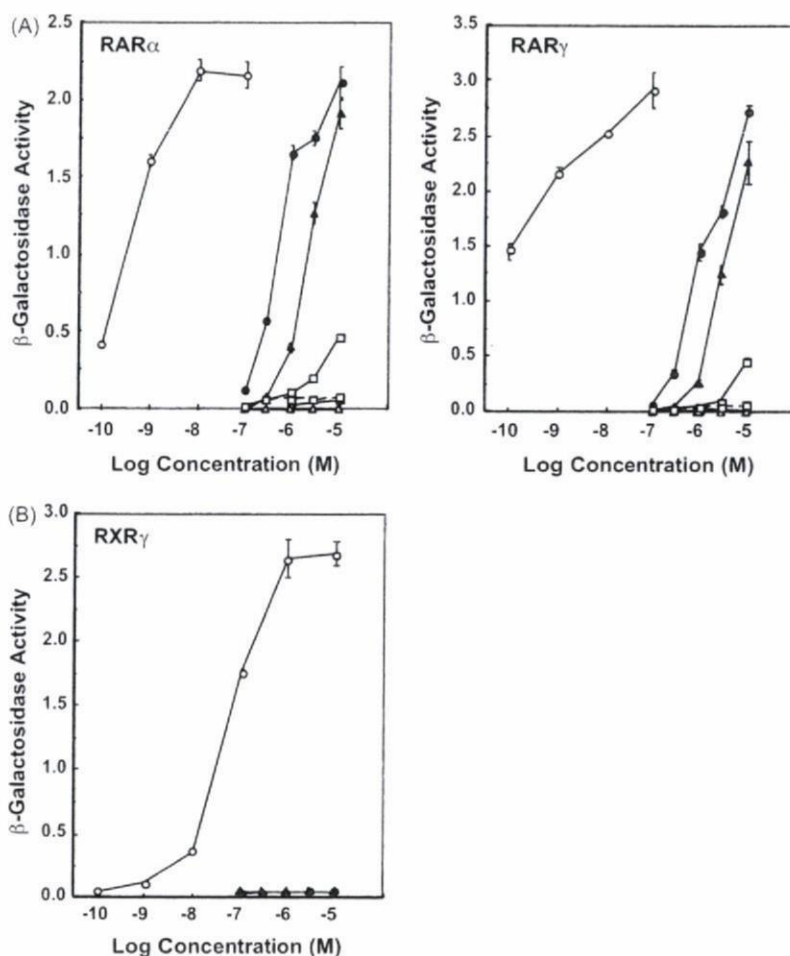 (A)
RARα
β-Galactosidase Activity
2.5
2.0
1.5
1.0
0.5
0.0
-10 -9 -8 -7 -6 -5
Log Concentration (M)
RARγ
β-Galactosidase Activity
3.5
3.0
2.5
2.0
1.5
1.0
0.5
0.0
-10 -9 -8 -7 -6 -5
Log Concentration (M)
(B)
RXRγ
β-Galactosidase Activity
3.0
2.5
2.0
1.5
1.0
0.5
0.0
-10 -9 -8 -7 -6 -5
Log Concentration (M)